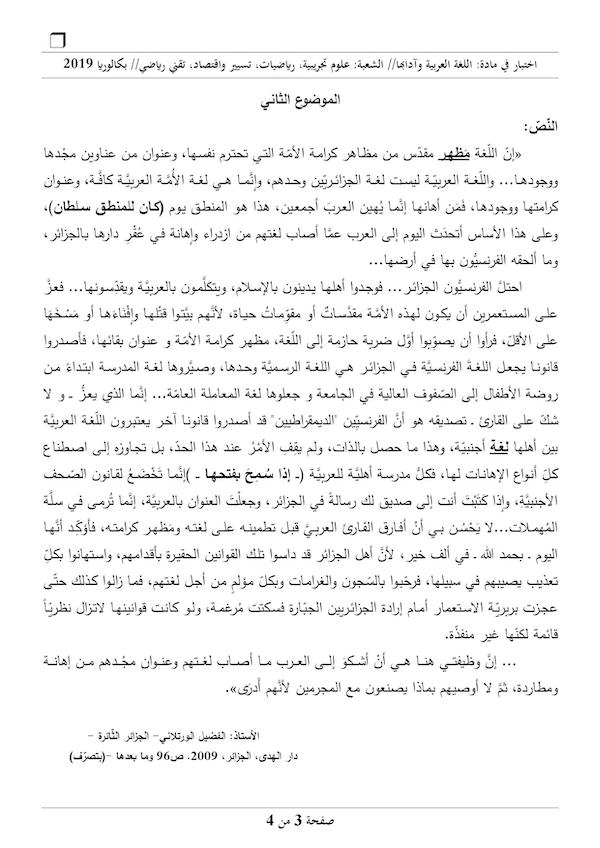 اختبار في مادة: اللغة العربية وآدابها// الشعبة: علوم تجريبية، رياضيات، تسيير واقتصاد، تقني رياضي// بكالوريا 2019
الموضوع الثاني
النّصّ:
«إنّ اللّغة مَظهر مقدّس من مظاهر كرامة الأمّة التي تحترم نفسها، وعنوان من عناوين مجْدها
ووجودها... واللّغة العربيّة ليست لغة الجزائريّين وحدهم، وإنَّما هي لغة الأُمَّة العربيَّة كافَّة، وعنوان
كرامتها ووجودها، فمَن أهانها إنَّما يُهين العربَ أجمعين، هذا هو المنطق يوم (كان للمنطق سلطان)،
وعلى هذا الأساس أتحدَث اليوم إلى العرب عمَّا أصاب لغتهم من ازدراء وإهانة في عُقْرِ دارها بالجزائر،
وما ألحقه الفرنسيُّون بها في أرضها...
احتلَّ الفرنسيُّون الجزائر... فوجدوا أهلها يدينون بالإسلام، ويتكلَّمون بالعربيَّة ويقدّسونها... فعزَّ
على المستعمرين أن يكون لهذه الأمَّة مقدَّساتٌ أو مقوّماتُ حياة، لأنَّهم بيَّتوا قتْلها وإفْناءَها أو مَسْخَهَا
على الأقلّ، فرأوا أن يصوّبوا أوَّل ضربة حازمة إلى اللّغة، مظهر كرامة الأمّة و عنوان بقائها، فأصدروا
قانونا يجعل اللغةَ الفرنسيَّة في الجزائر هي اللغة الرسميَّة وحدها، وصيَّروها لغة المدرسة ابتداءً من
روضة الأطفال إلى الصّفوف العالية في الجامعة و جعلوها لغة المعاملة العامّة... إنَّما الذي يعزُّ ـ و لا
شكّ على القارئ ـ تصديقه هو أنَّ الفرنسيّين "الديمقراطيين" قد أصدروا قانونا آخر يعتبرون اللّغة العربيَّة
بين أهلها لغة أجنبيّة، وهذا ما حصل بالذات، ولم يقفِ الأمْرُ عند هذا الحدّ، بل تجاوزه إلى اصطناع
كلّ أنواع الإهانات لها، فكلُّ مدرسة أهليَّة للعربيَّة (ـ إذا سُمِحَ بفتحها ـ )إنَّما تَخْضَعُ لقانون الصّحف
الأجنبيَّة، وإذا كَتَبْتَ أنت إلى صديق لك رسالةً في الجزائر، وجعلْتَ العنوان بالعربيَّة، إنَّما تُرمى في سلَّة
المُهملات...لا يَحْسُن بي أنْ أفارق القارئ العربيَّ قبل تطمينه على لغته ومَظهر كرامته، فأؤكّد أنَّها
اليوم ـ بحمد الله ـ في ألف خير، لأنَّ أهل الجزائر قد داسوا تلك القوانين الحقيرة بأقدامهم، واستهانوا بكلّ
تعذيب يصيبهم في سبيلها، فرحَبوا بالسّجون والغرامات وبكلّ مؤلمٍ من أجل لغتهم، فما زالوا كذلك حتَّى
عجزت بربريّة الاستعمار أمام إرادة الجزائريين الجبّارة فسكتت مُرغمة، ولو كانت قوانينها لاتزال نظريّاً
قائمة لكنّها غير منفذّة.
... إنَّ وظيفتي هنا هي أنْ أشكوَ إلى العرب ما أصاب لغتهم وعنوان مجْدهم من إهانة
ومطاردة، ثمَّ لا أوصيهم بماذا يصنعون مع المجرمين لأنَّهم أدرَى».
الأستاذ: الفضيل الورتلاني- الجزائر الثّائرة -
دار الهدى، الجزائر، 2009. ص96 وما بعدها -(بتصرّف)
صفحة 3 من 4